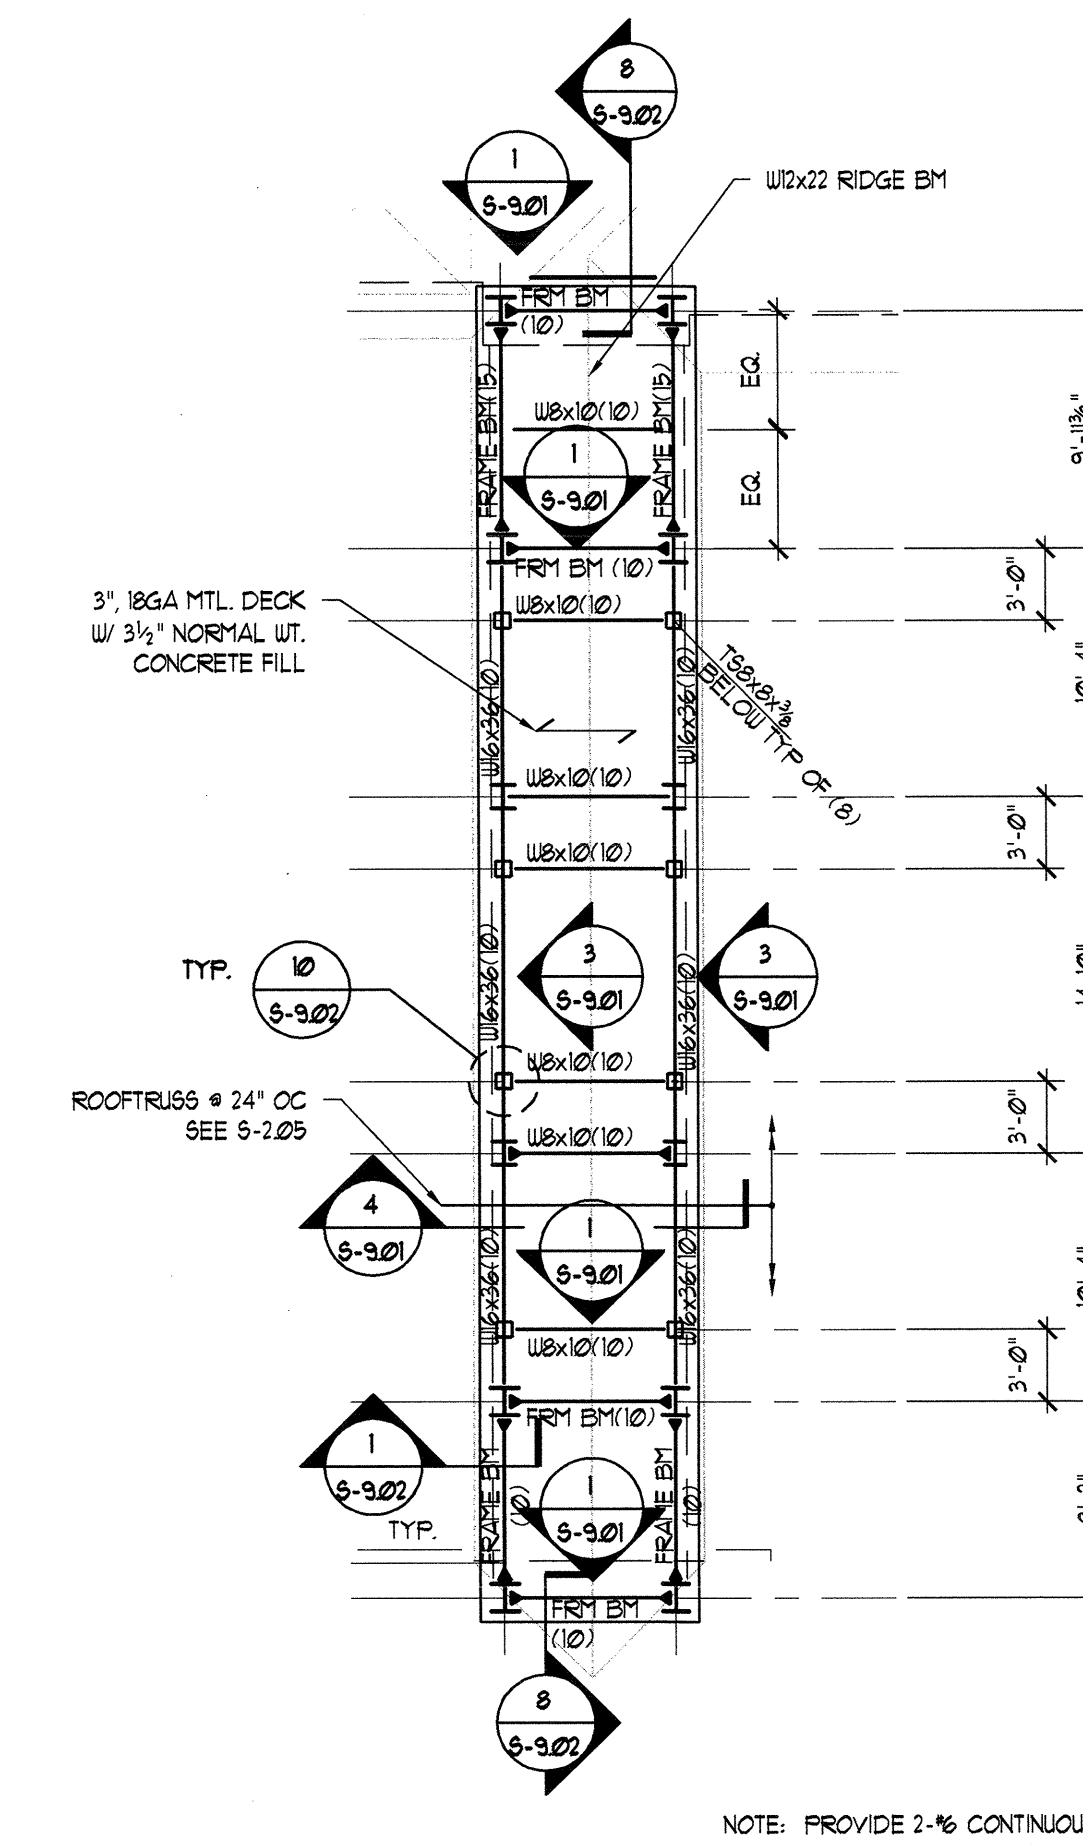 8
S-9.02
1
S-9.01
W12x22 RIDGE BM
FRM BM
(10)
FRAME BM(15)
FRAME BM(15)
EQ.
W8x10(10)
9'-11 3/16"
1
S-9.01
EQ.
FRM BM (10)
3'-0"
W8x10(10)
3", 18GA MTL. DECK
W/ 3½" NORMAL WT.
CONCRETE FILL
TS8x8x3/8
BELOW TYP OF (8)
W16x36(10)
W16x36(10)
W8x10(10)
3'-0"
W8x10(10)
TYP.
10
S-9.02
3
S-9.01
3
S-9.01
W16x36(10)
W16x36(10)
W8x10(10)
ROOFTRUSS @ 24" OC
SEE S-2.05
3'-0"
W8x10(10)
4
S-9.01
1
S-9.01
W16x36(10)
W16x36(10)
W8x10(10)
3'-0"
FRM BM(10)
1
S-9.02
TYP.
FRAME BM
(10)
1
S-9.01
FRAME BM
(10)
FRM BM
(10)
8
S-9.02
NOTE: PROVIDE 2-#6 CONTINUOU